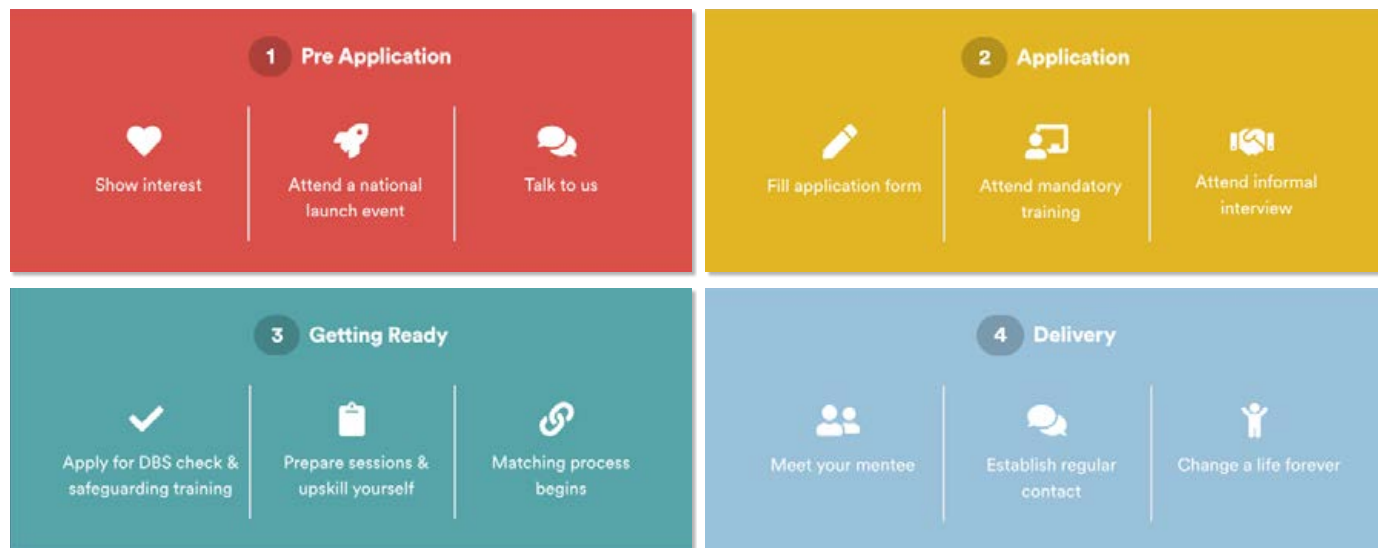 1 Pre Application
Show interest
Attend a national
launch event
Talk to us
2 Application
Fill application form
Attend mandatory
training
Attend informal
interview
3 Getting Ready
Apply for DBS check &
safeguarding training
Prepare sessions &
upskill yourself
Matching process
begins
4 Delivery
Meet your mentee
Establish regular
contact
Change a life forever